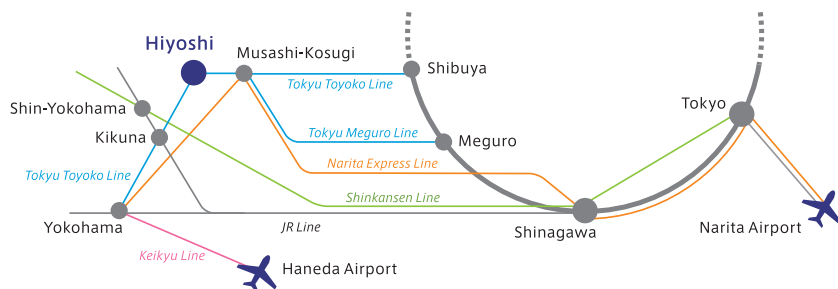 Hiyoshi
Musashi-Kosugi
Shibuya
Tokyu Toyoko Line
Shin-Yokohama
Tokyo
Kikuna
Tokyu Meguro Line
Meguro
Narita Express Line
Tokyu Toyoko Line
Shinkansen Line
Yokohama
JR Line
Shinagawa
Narita Airport
Keikyu Line
Haneda Airport